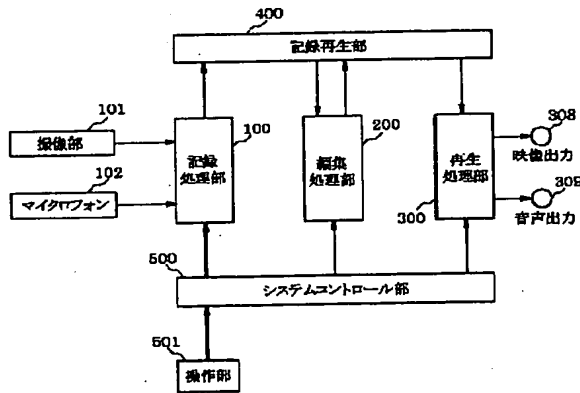 400
記録再生部
101
撮像部
102
マイクロフォン
100
記録
処理部
200
編集
処理部
300
再生
処理部
308
映像出力
309
音声出力
500
システムコントロール部
501
操作部